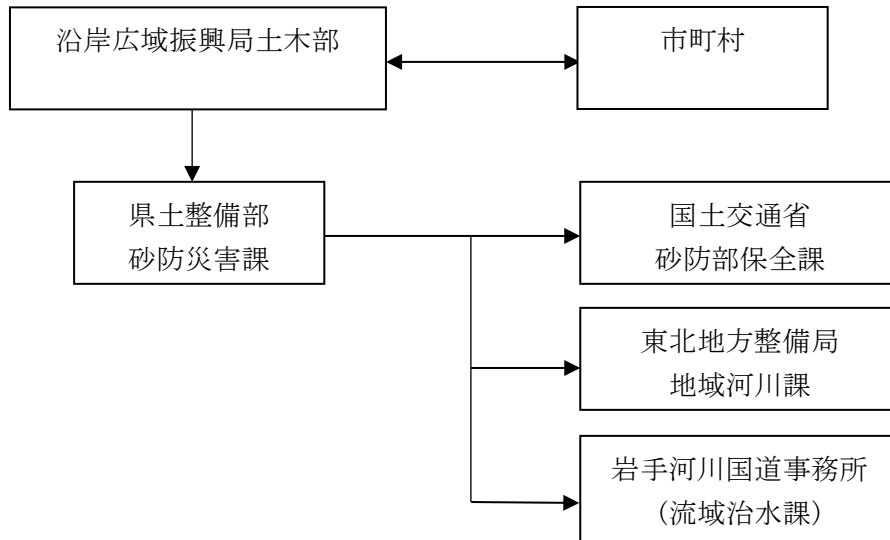 沿岸広域振興局土木部
市町村
県土整備部
砂防災害課
国土交通省
砂防部保全課
東北地方整備局
地域河川課
岩手河川国道事務所
(流域治水課)